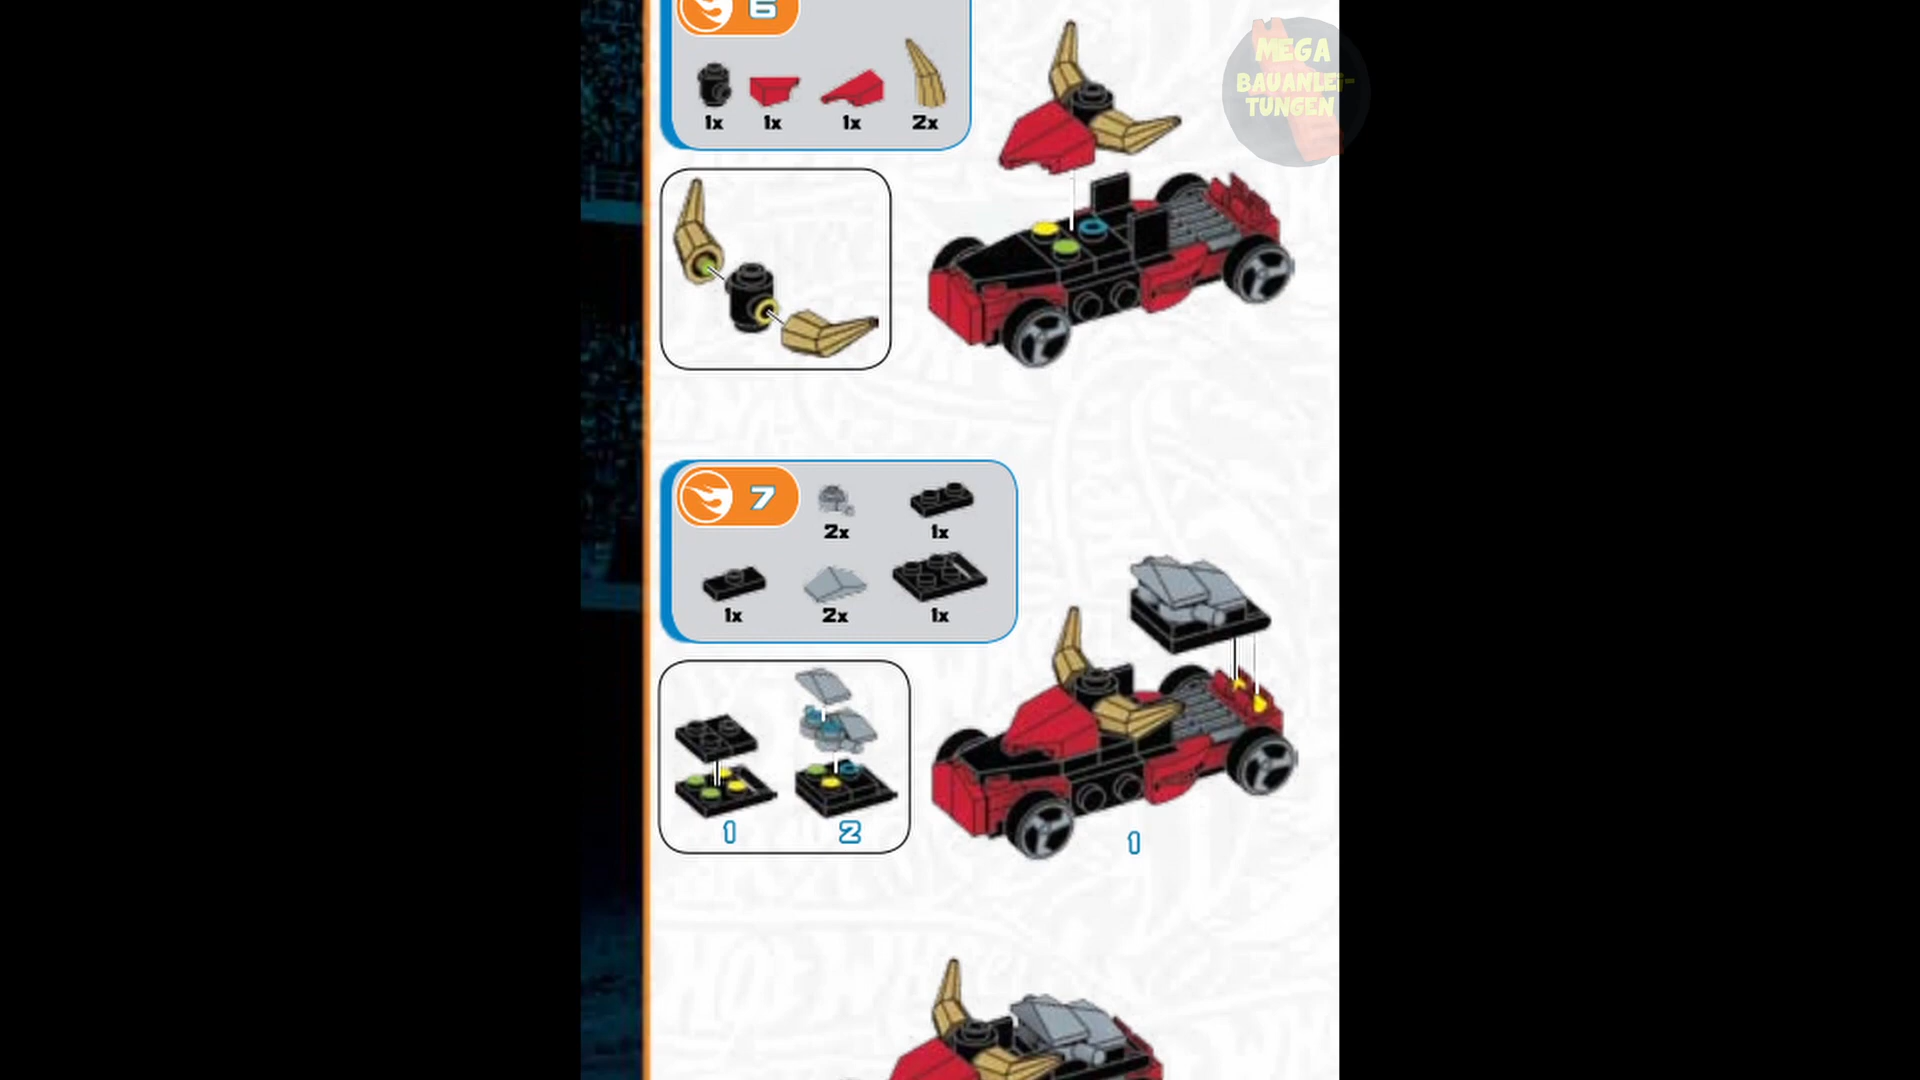 6
MEGA
BAUANLEI-
TUNGEN
1x 1x 1x 2x
7
2x 1x
1x 2x 1x
1 2
1